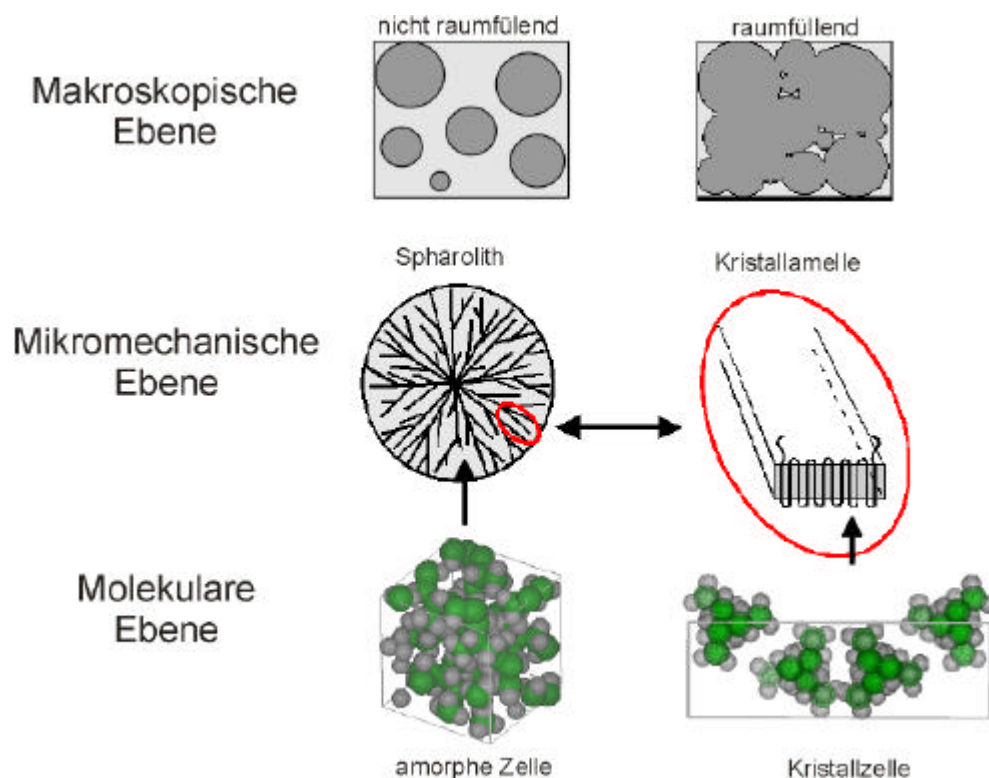 nicht raumfülend
raumfüllend
Makroskopische
Ebene
Sphärolith
Kristallamelle
Mikromechanische
Ebene
Molekulare
Ebene
amorphe Zelle
Kristallzelle